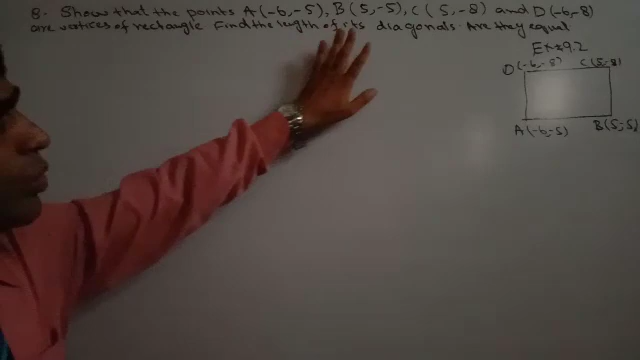 8. Show that the points A(-6,-5), B(5,-5), C(5,-8) and D(-6,-8)
are vertices of rectangle Find the length of its diagonals. Are they equal
Ex#9.2
D(-6,-8) C(5,-8)
A(-6,-5) B(5,-5)